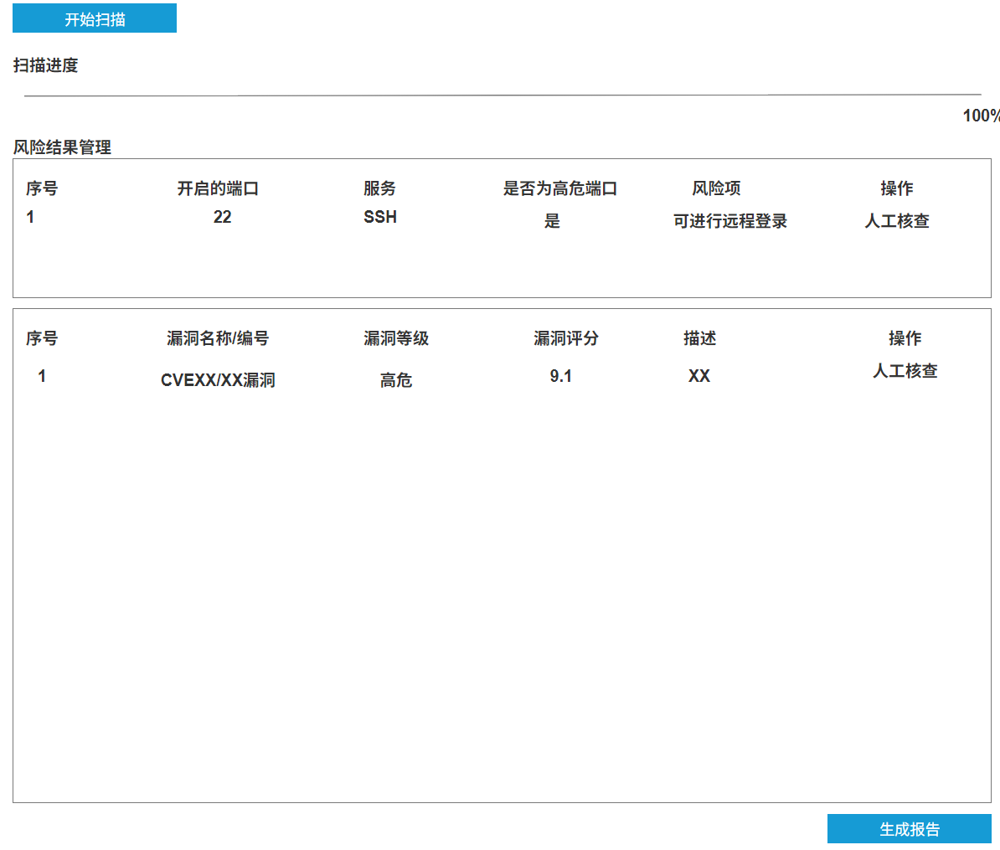 开始扫描
扫描进度
100%
风险结果管理
序号 开启的端口 服务 是否为高危端口 风险项 操作
1 22 SSH 是 可进行远程登录 人工核查
序号 漏洞名称/编号 漏洞等级 漏洞评分 描述 操作
1 CVEXX/XX漏洞 高危 9.1 XX 人工核查
生成报告